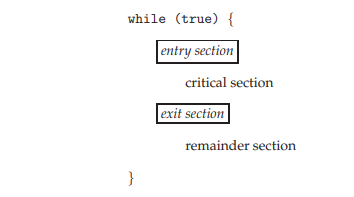 while (true) {
entry section
critical section
exit section
remainder section
}